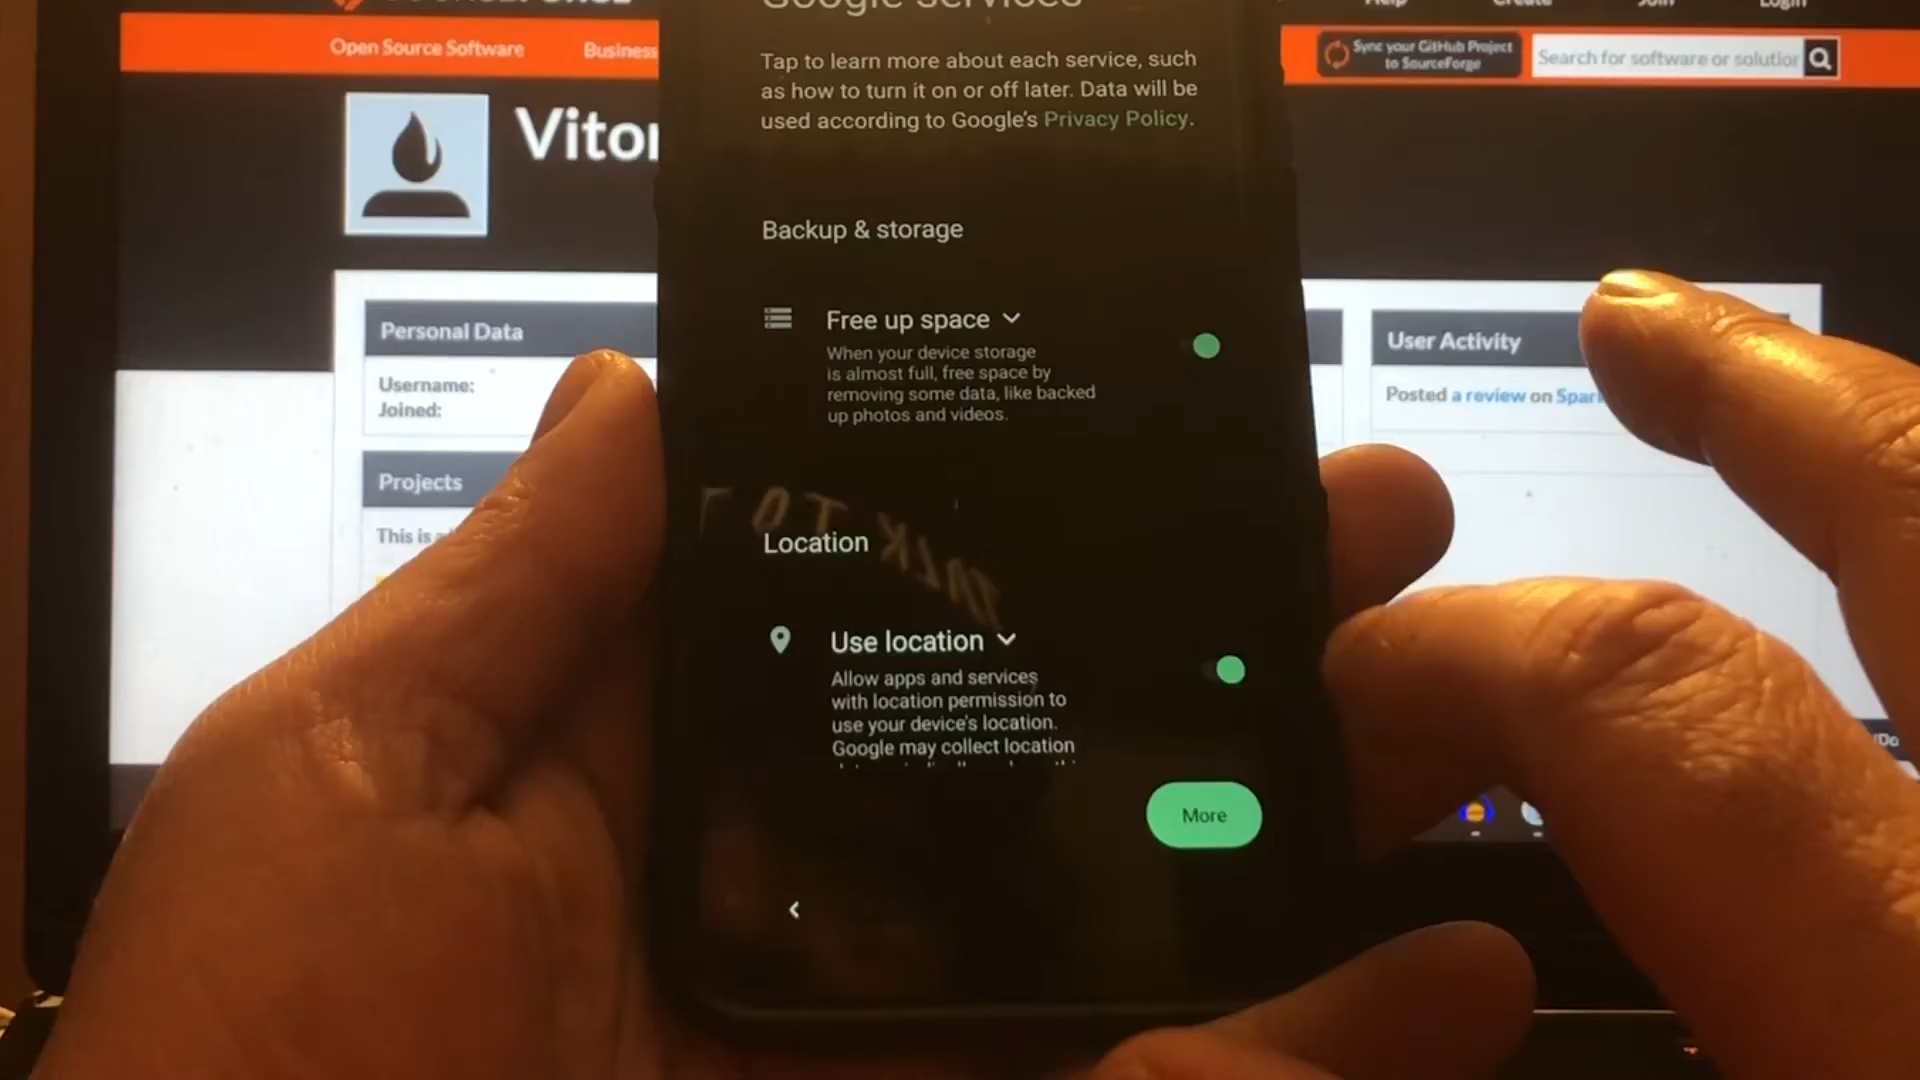 Help
Create
Join
Login
Open Source Software
Business
Sync your GitHub Project
to SourceForge
Search for software or solution
Google services
Tap to learn more about each service, such
as how to turn it on or off later. Data will be
used according to Google’s Privacy Policy.
Backup & storage
Free up space
When your device storage
is almost full, free space by
removing some data, like backed
up photos and videos.
Location
Use location
Allow apps and services
with location permission to
use your device's location.
Google may collect location
More
Vitor
Personal Data
Username:
Joined:
Projects
This is
User Activity
Posted a review on
TALK TO